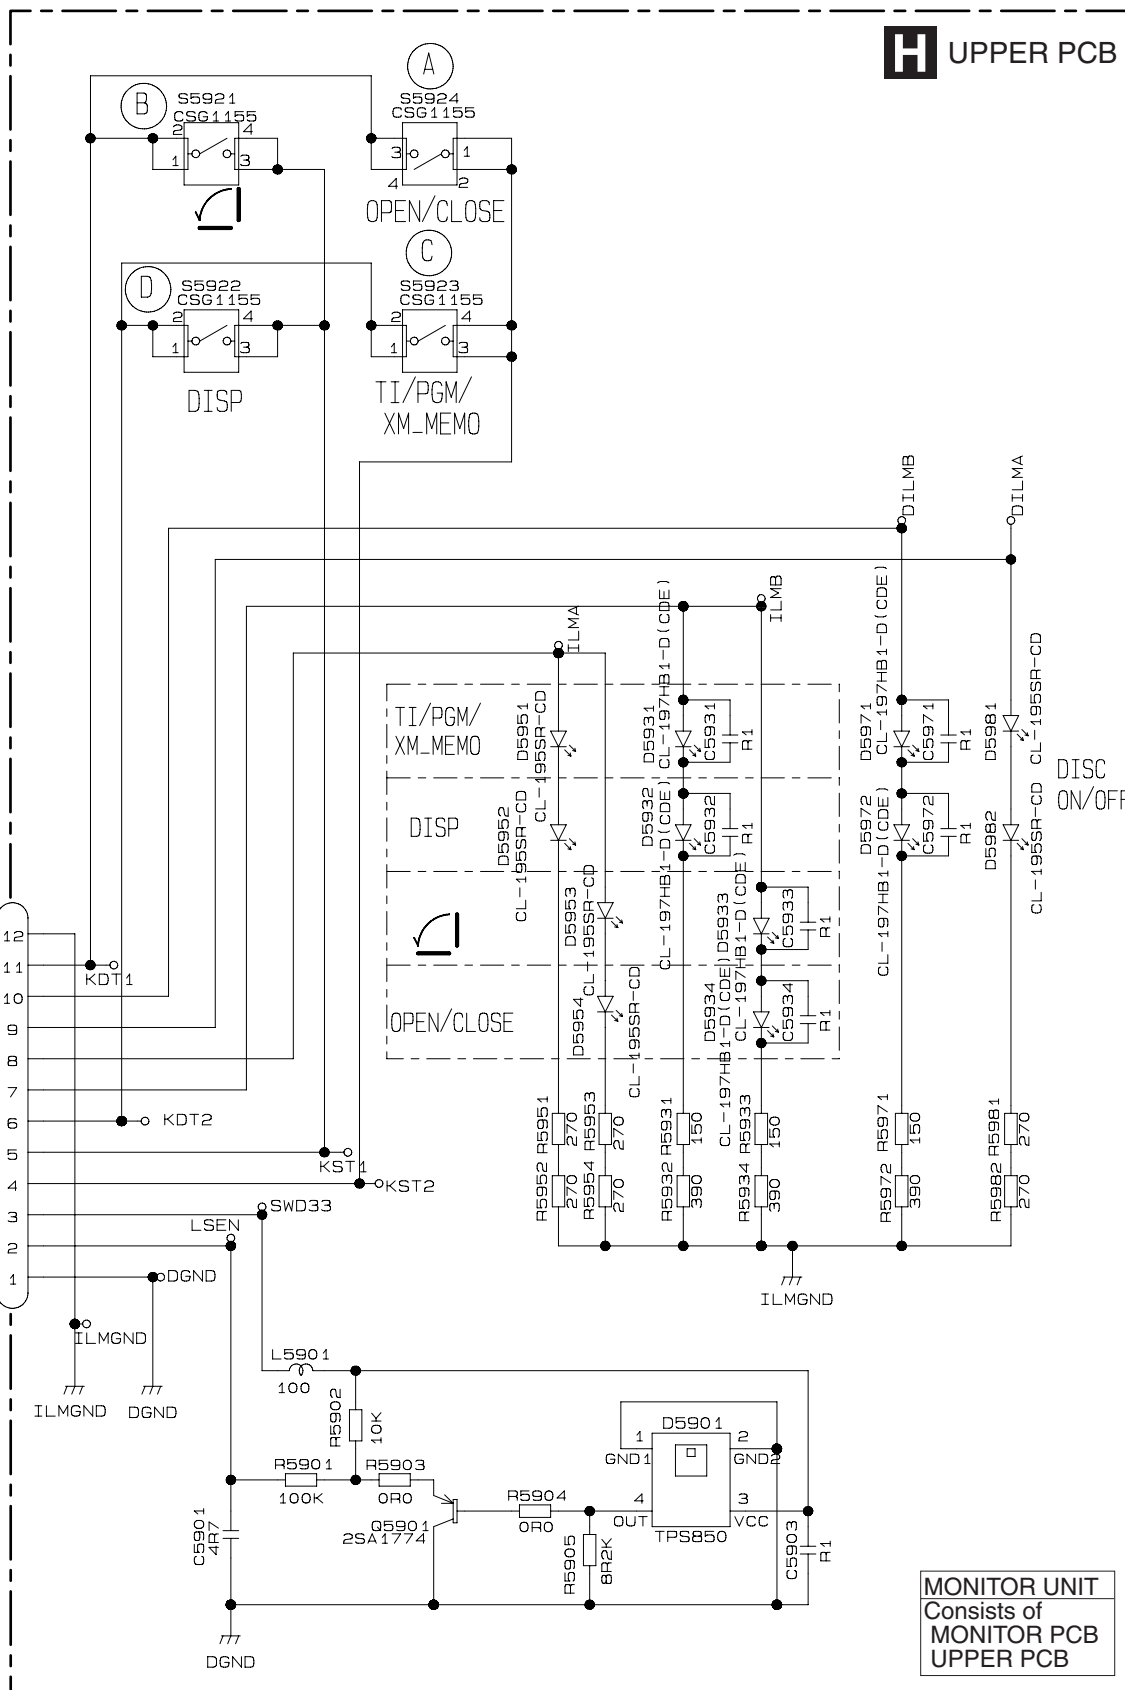 H UPPER PCB
A
S5924
CSG1155
3
1
4
2
OPEN/CLOSE
B
S5921
CSG1155
2
4
1
3
C
S5923
CSG1155
2
4
1
3
TI/PGM/
XM_MEMO
D
S5922
CSG1155
2
4
1
3
DISP
DILMB
DILMA
ILMB
ILMA
TI/PGM/
XM_MEMO
D5951
CL-195SR-CD
D5931
CL-197HB1-D(CDE)
C5931
R1
D5971
CL-197HB1-D(CDE)
C5971
R1
D5981
CL-195SR-CD
DISC
ON/OFF
DISP
D5952
CL-195SR-CD
D5932
CL-197HB1-D(CDE)
C5932
R1
D5972
CL-197HB1-D(CDE)
C5972
R1
D5982
CL-195SR-CD
D5953
CL-195SR-CD
D5933
CL-197HB1-D(CDE)
C5933
R1
OPEN/CLOSE
D5954
CL-195SR-CD
D5934
CL-197HB1-D(CDE)
C5934
R1
12
11
KDT1
10
9
8
7
6
KDT2
5
KST1
4
KST2
3
SWD33
2
LSEN
1
DGND
R5951
270
R5953
270
R5931
150
R5933
150
R5971
150
R5981
270
R5952
270
R5954
270
R5932
390
R5934
390
R5972
390
R5982
270
ILMGND
ILMGND
ILMGND
DGND
L5901
100
R5902
10K
R5901
100K
R5903
0R0
C5901
4R7
Q5901
2SA1774
R5904
0R0
R5905
8R2K
D5901
1
GND1
2
GND2
4
OUT
3
VCC
TPS850
C5903
R1
DGND
MONITOR UNIT
Consists of
MONITOR PCB
UPPER PCB